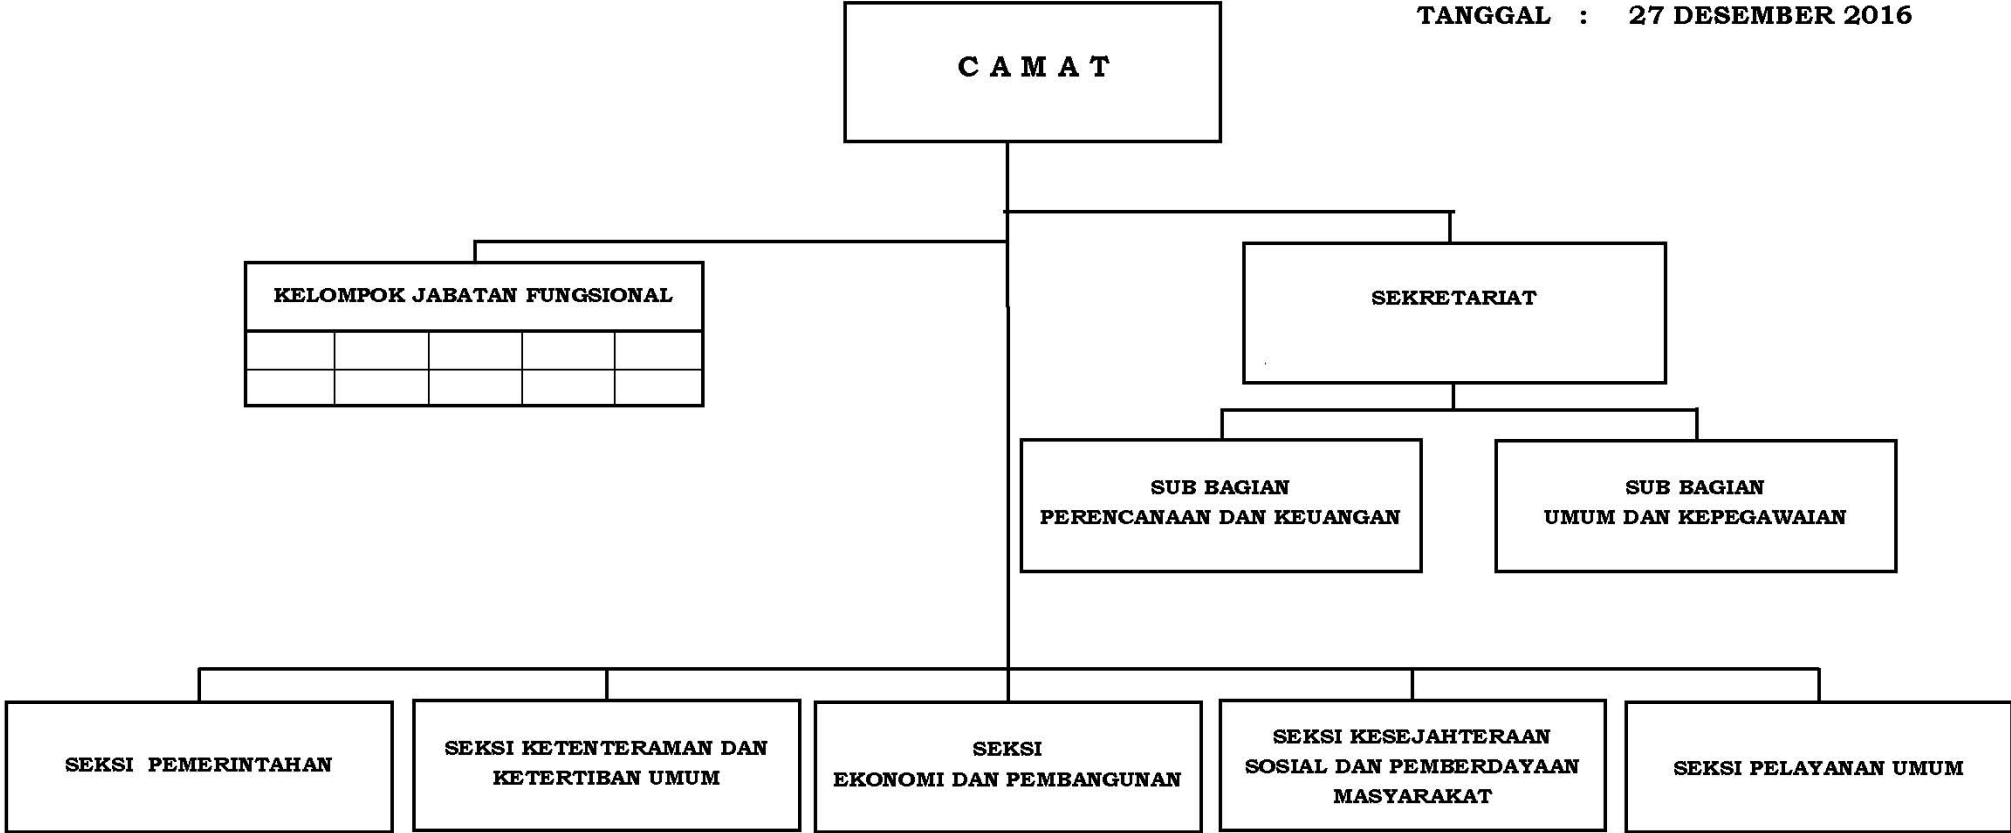 TANGGAL : 27 DESEMBER 2016
C A M A T
KELOMPOK JABATAN FUNGSIONAL
SEKRETARIAT
SUB BAGIAN
PERENCANAAN DAN KEUANGAN
SUB BAGIAN
UMUM DAN KEPEGAWAIAN
SEKSI PEMERINTAHAN
SEKSI KETENTERAMAN DAN
KETERTIBAN UMUM
SEKSI
EKONOMI DAN PEMBANGUNAN
SEKSI KESEJAHTERAAN
SOSIAL DAN PEMBERDAYAAN
MASYARAKAT
SEKSI PELAYANAN UMUM